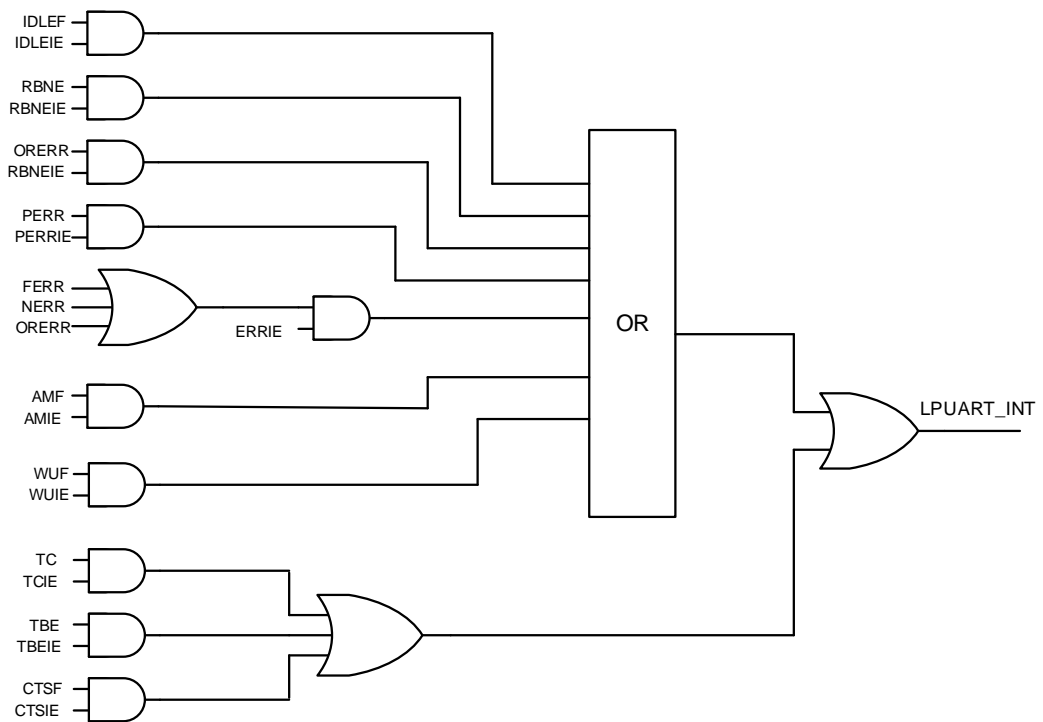 IDLEF
IDLEIE
RBNE
RBNEIE
ORERR
RBNEIE
PERR
PERRIE
FERR
NERR
ORERR
ERRIE
OR
AMF
AMIE
LPUART_INT
WUF
WUIE
TC
TCIE
TBE
TBEIE
CTSF
CTSIE